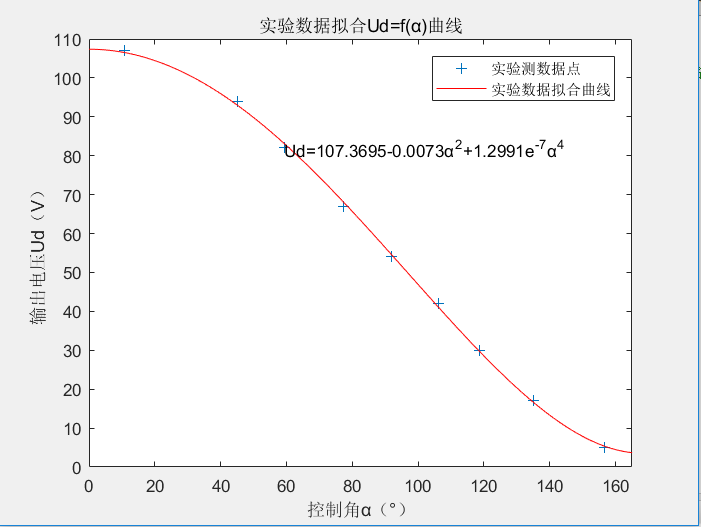 实验数据拟合Ud=f(α)曲线
实验测数据点
实验数据拟合曲线
Ud=107.3695-0.0073α²+1.2991e⁻⁷α⁴
输出电压Ud（V）
110
100
90
80
70
60
50
40
30
20
10
0
0 20 40 60 80 100 120 140 160
控制角α（°）